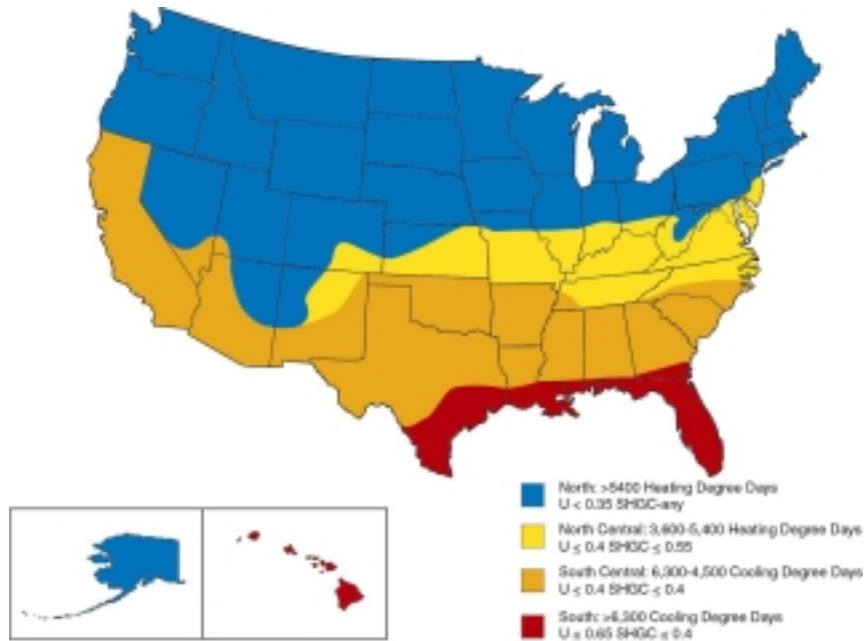 North: >5400 Heating Degree Days
U < 0.35 SHGC-any
North Central: 3,600-5,400 Heating Degree Days
U ≤ 0.4 SHGC ≤ 0.55
South Central: 6,300-4,500 Cooling Degree Days
U ≤ 0.4 SHGC ≤ 0.4
South: >6,300 Cooling Degree Days
U ≤ 0.65 SHGC ≤ 0.4